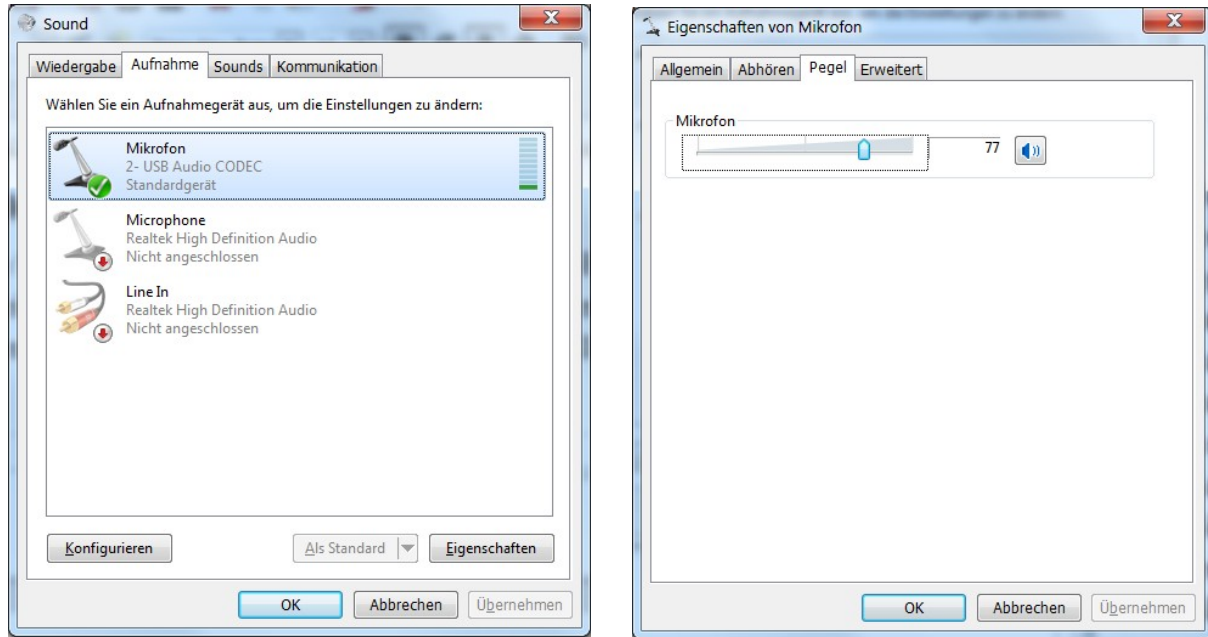 Sound
Wiedergabe Aufnahme Sounds Kommunikation
Wählen Sie ein Aufnahmegerät aus, um die Einstellungen zu ändern:
Mikrofon
2- USB Audio CODEC
Standardgerät
Microphone
Realtek High Definition Audio
Nicht angeschlossen
Line In
Realtek High Definition Audio
Nicht angeschlossen
Konfigurieren Als Standard Eigenschaften
OK Abbrechen Übernehmen
Eigenschaften von Mikrofon
Allgemein Abhören Pegel Erweitert
Mikrofon
77
OK Abbrechen Übernehmen